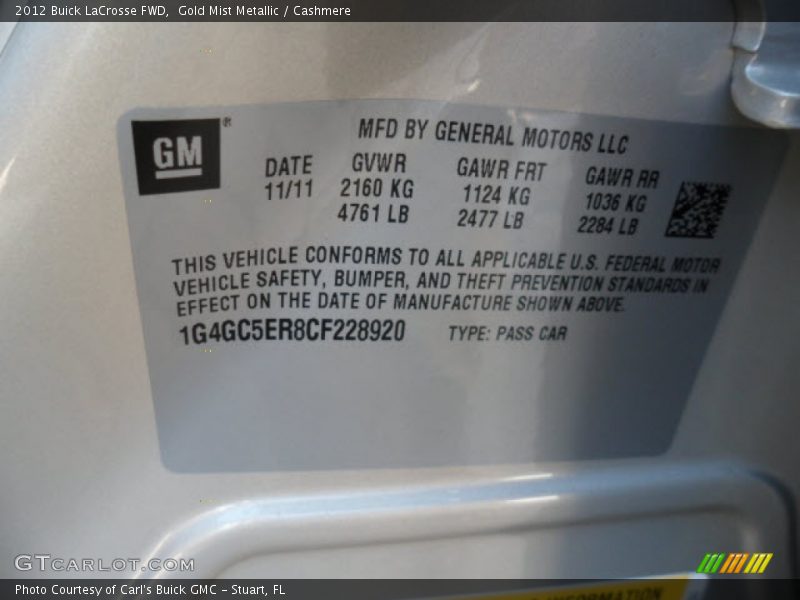 2012 Buick LaCrosse FWD,  Gold Mist Metallic / Cashmere
GM®
MFD BY GENERAL MOTORS LLC
DATE GVWR GAWR FRT GAWR RR
11/11 2160 KG 1124 KG 1036 KG
4761 LB 2477 LB 2284 LB
THIS VEHICLE CONFORMS TO ALL APPLICABLE U.S. FEDERAL MOTOR
VEHICLE SAFETY, BUMPER, AND THEFT PREVENTION STANDARDS IN
EFFECT ON THE DATE OF MANUFACTURE SHOWN ABOVE.
1G4GC5ER8CF228920 TYPE: PASS CAR
GTCARLOT.COM
INFORMATION
Photo Courtesy of Carl's Buick GMC - Stuart, FL